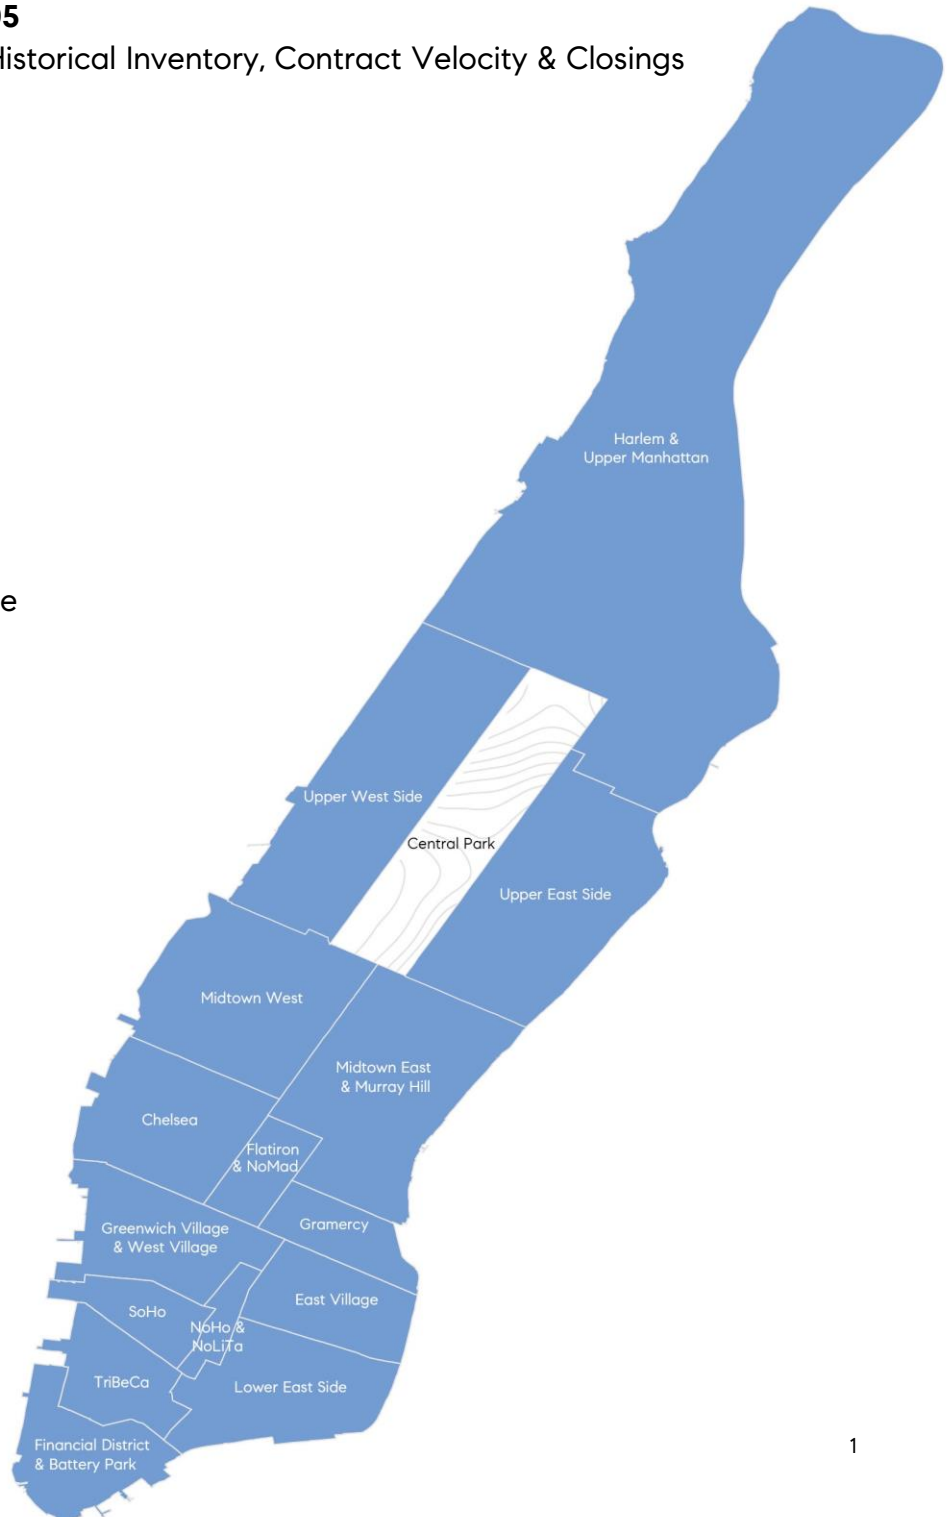 05
Historical Inventory, Contract Velocity & Closings
Harlem &
Upper Manhattan
e
Upper West Side
Central Park
Upper East Side
Midtown West
Midtown East
& Murray Hill
Chelsea
Flatiron
& NoMad
Gramercy
Greenwich Village
& West Village
East Village
SoHo
NoHo &
NoLiTa
TriBeCa
Lower East Side
Financial District
& Battery Park
1